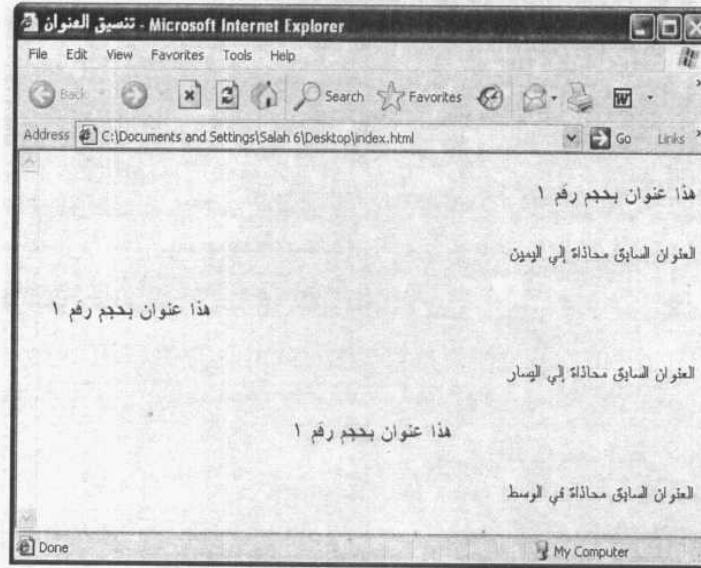 تنسيق العنوان - Microsoft Internet Explorer
File Edit View Favorites Tools Help
Back Search Favorites
Address C:\Documents and Settings\Salah 6\Desktop\index.html Go Links
هذا عنوان بحجم رقم ١
العنوان السابق محاذاة إلي اليمين
هذا عنوان بحجم رقم ١
العنوان السابق محاذاة إلي اليسار
هذا عنوان بحجم رقم ١
العنوان السابق محاذاة في الوسط
Done My Computer